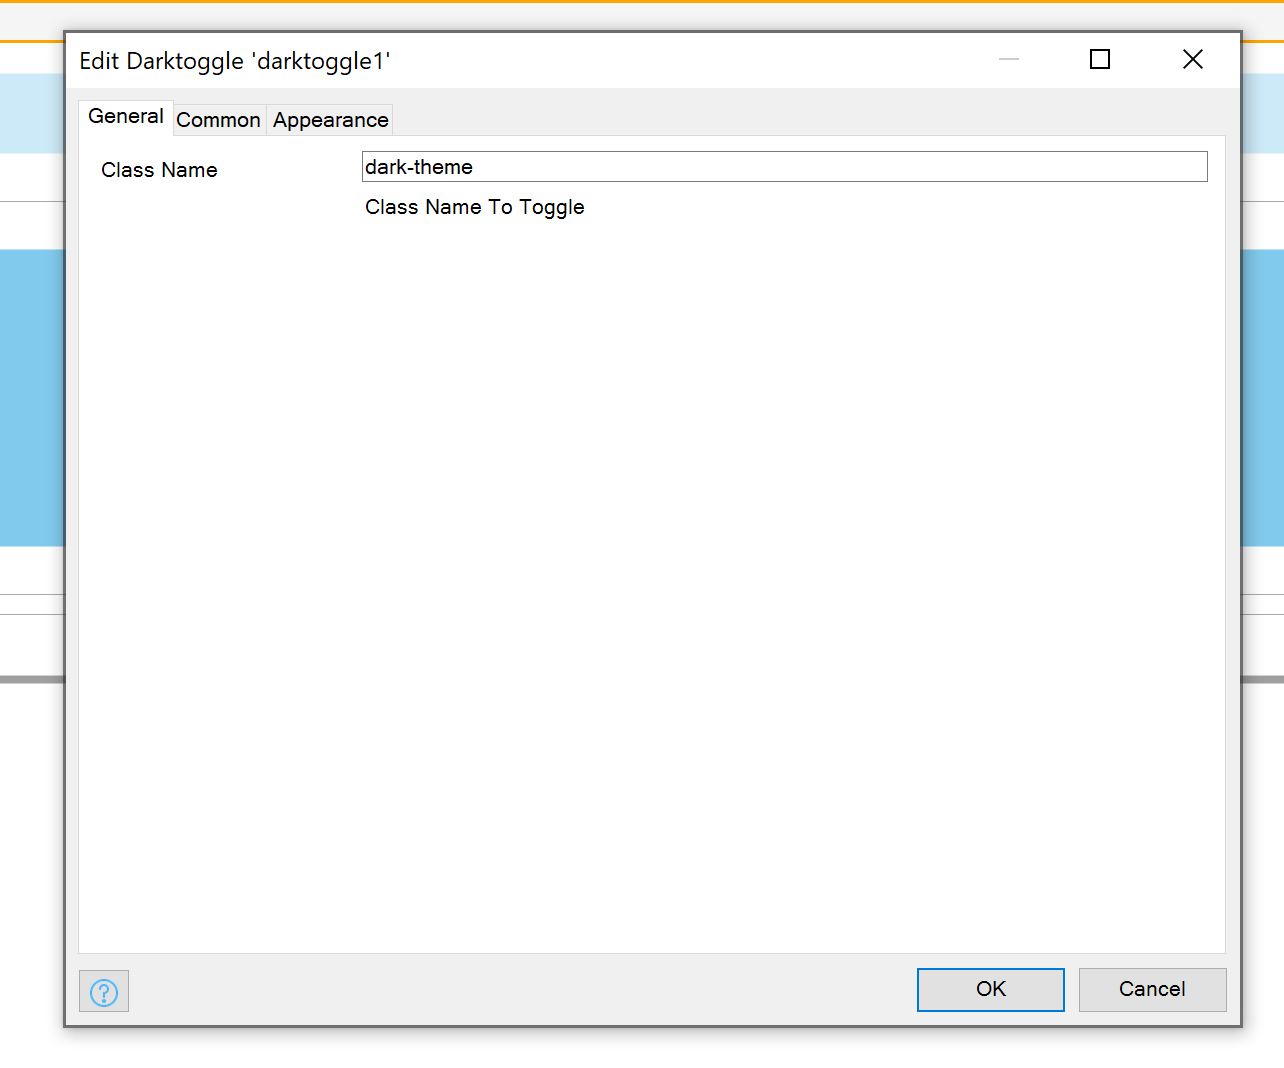 Edit Darktoggle 'darktoggle1'
General Common Appearance
Class Name dark-theme
Class Name To Toggle
? OK Cancel